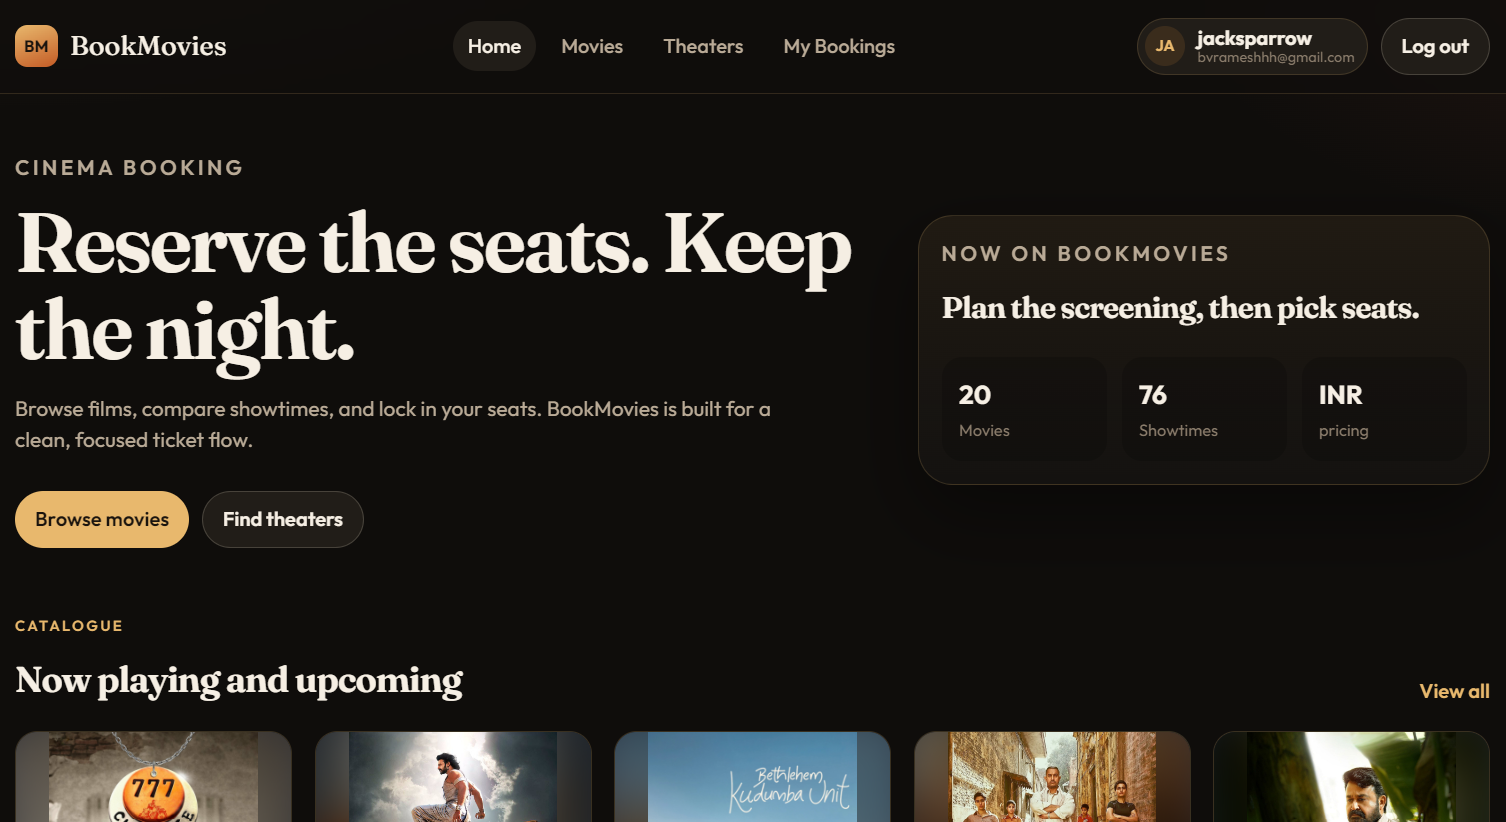 BM
BookMovies
Home
Movies
Theaters
My Bookings
JA
jacksparrow
bvrameshhh@gmail.com
Log out
CINEMA BOOKING
Reserve the seats. Keep
the night.
Browse films, compare showtimes, and lock in your seats. BookMovies is built for a
clean, focused ticket flow.
Browse movies
Find theaters
NOW ON BOOKMOVIES
Plan the screening, then pick seats.
20
Movies
76
Showtimes
INR
pricing
CATALOGUE
Now playing and upcoming
View all
777
Bethlehem
Kudumba Unit